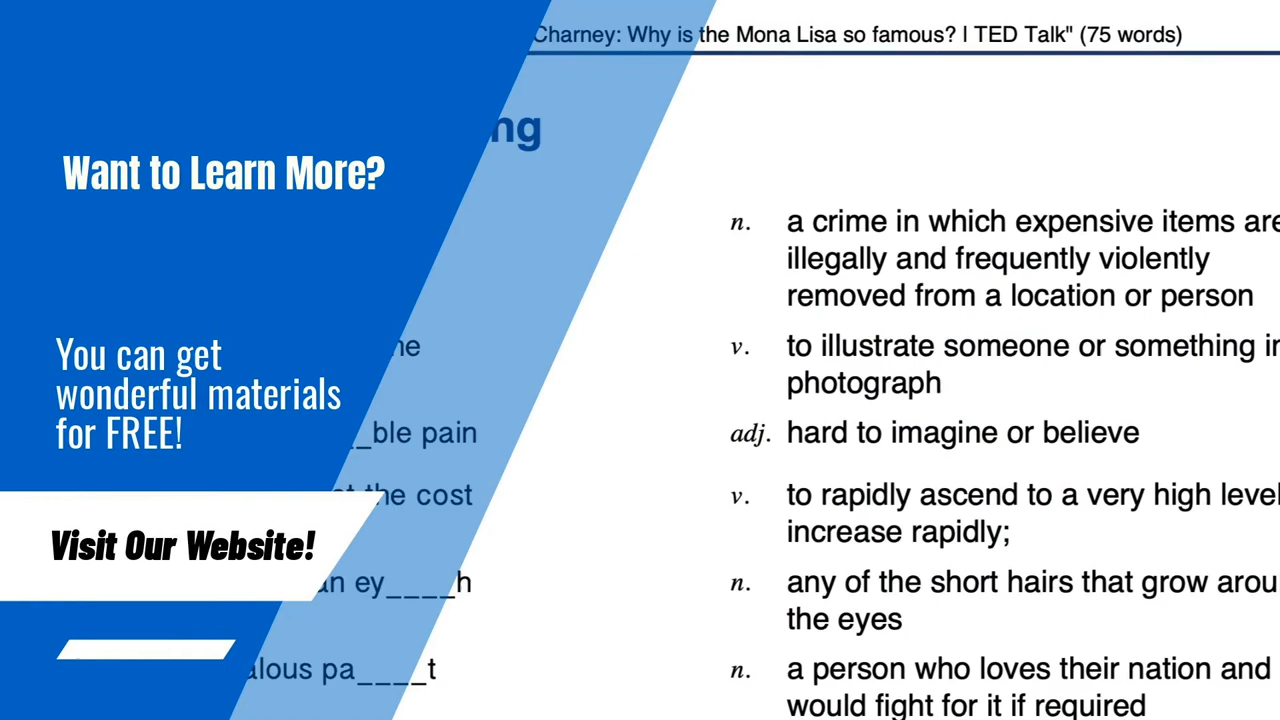 Charney: Why is the Mona Lisa so famous? | TED Talk" (75 words)
ng
Want to Learn More?
You can get
wonderful materials
for FREE!
Visit Our Website!
n. a crime in which expensive items are
illegally and frequently violently
removed from a location or person
he v. to illustrate someone or something in
photograph
_ble pain adj. hard to imagine or believe
the cost v. to rapidly ascend to a very high level
increase rapidly;
an ey____h n. any of the short hairs that grow arou
the eyes
alous pa____t n. a person who loves their nation and
would fight for it if required